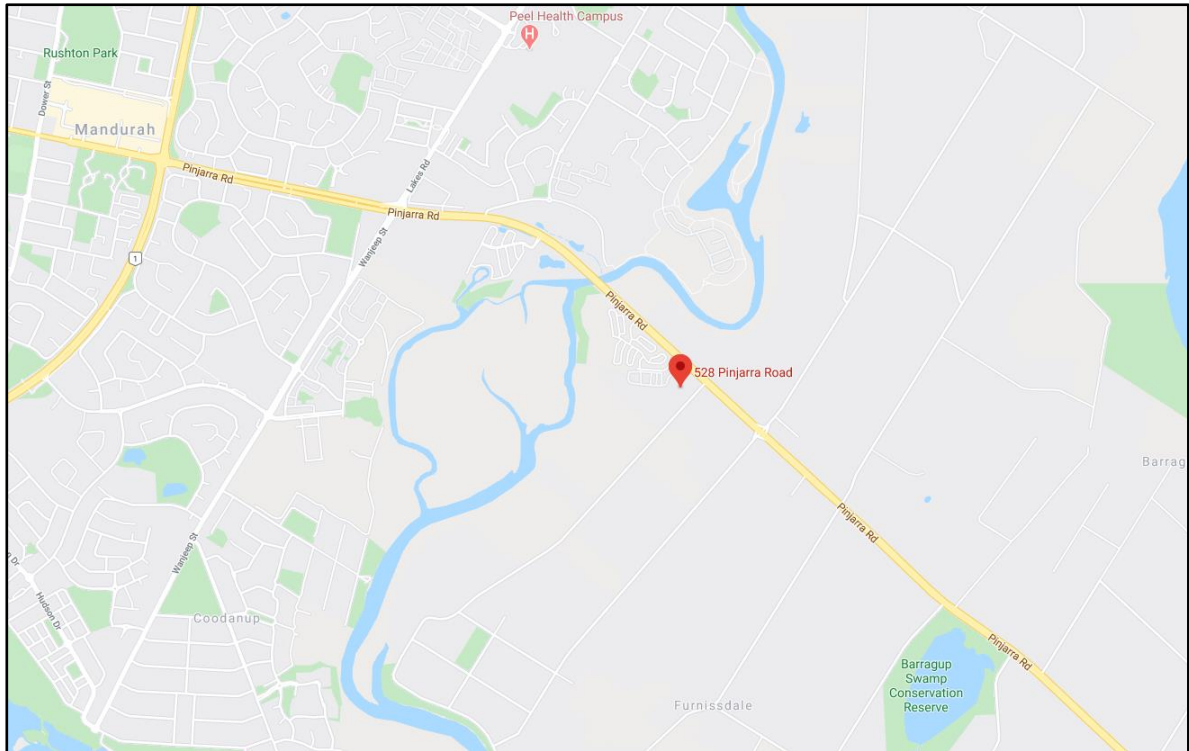 Peel Health Campus
H
Rushton Park
Dower St
Mandurah
Pinjarra Rd
Lakes Rd
Pinjarra Rd
Wanjeep St
1
Pinjarra Rd
528 Pinjarra Road
Barrag
Pinjarra Rd
Wanjeep St
Hudson Dr
Coodanup
Pinjarra Rd
Barragup
Swamp
Conservation
Reserve
Furnissdale